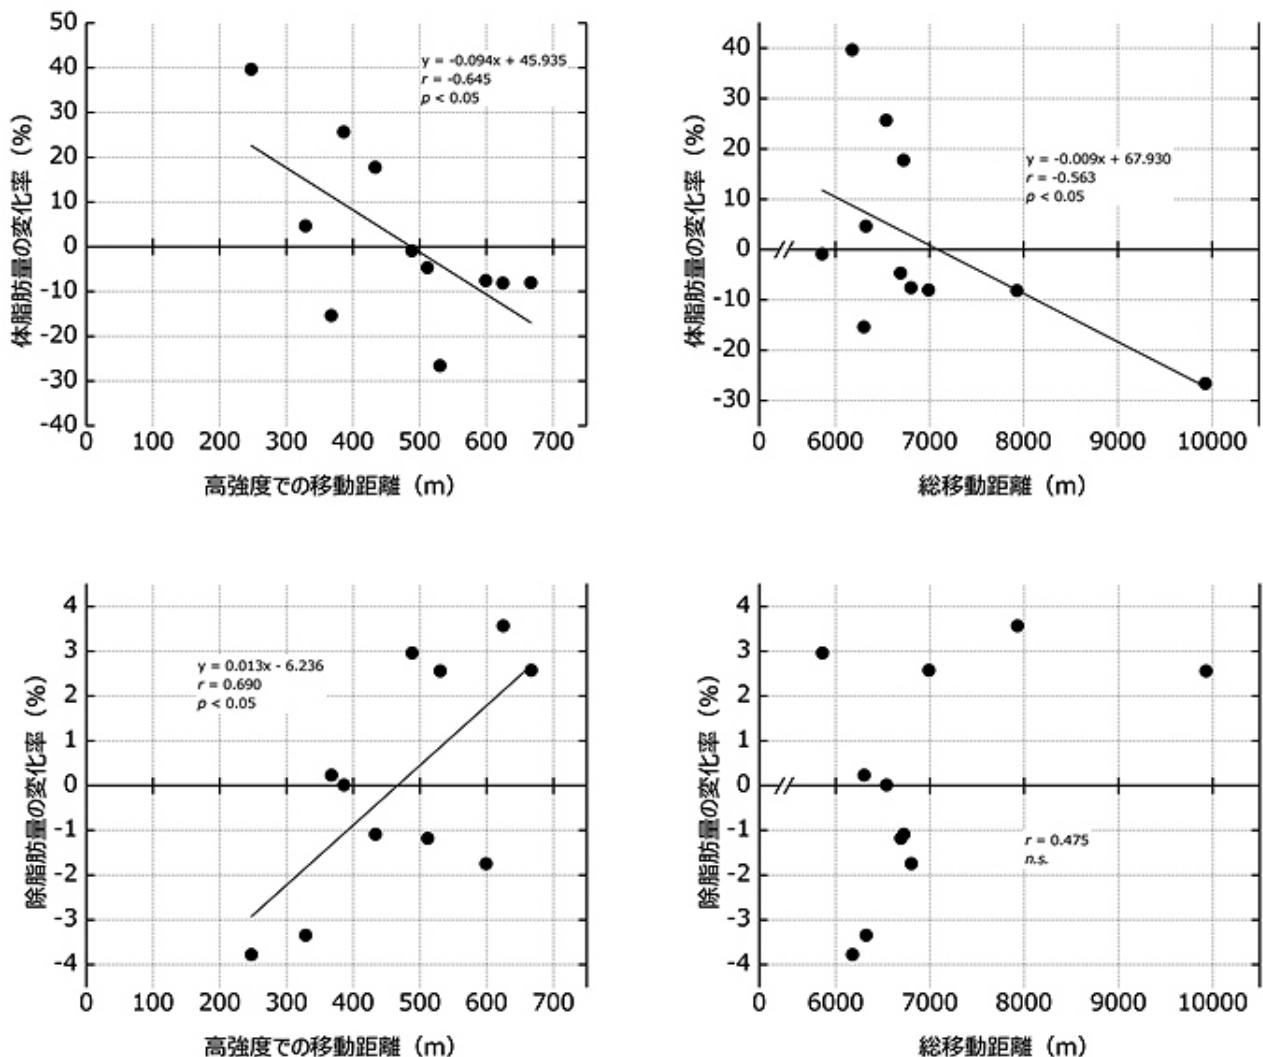 50
40
30
20
10
0
-10
-20
-30
-40
体脂肪量の変化率（%）
y = -0.094x + 45.935
r = -0.645
p < 0.05
0 100 200 300 400 500 600 700
高強度での移動距離（m）
40
30
20
10
0
-10
-20
-30
体脂肪量の変化率（%）
y = -0.009x + 67.930
r = -0.563
p < 0.05
0 6000 7000 8000 9000 10000
総移動距離（m）
4
3
2
1
0
-1
-2
-3
-4
除脂肪量の変化率（%）
y = 0.013x - 6.236
r = 0.690
p < 0.05
0 100 200 300 400 500 600 700
高強度での移動距離（m）
4
3
2
1
0
-1
-2
-3
-4
除脂肪量の変化率（%）
r = 0.475
n.s.
0 6000 7000 8000 9000 10000
総移動距離（m）